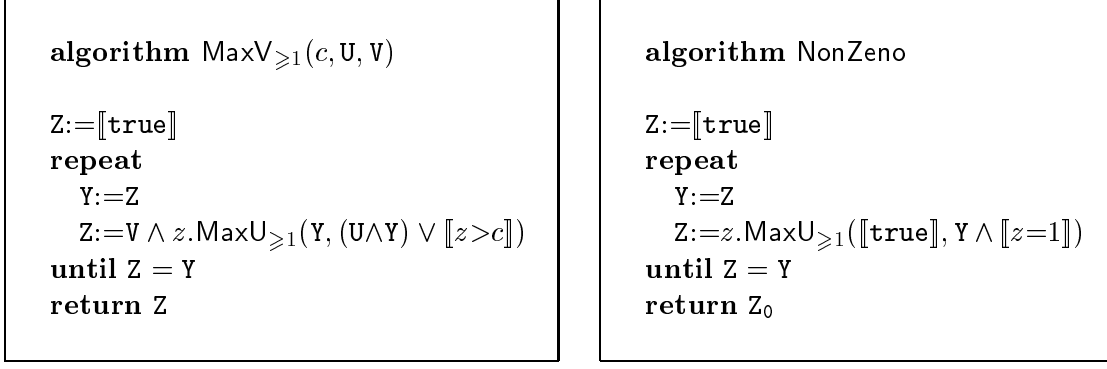 algorithm MaxV⩾1(c, U, V)
Z:=⟦true⟧
repeat
Y:=Z
Z:=V ∧ z.MaxU⩾1(Y, (U∧Y) ∨ ⟦z>c⟧)
until Z = Y
return Z
algorithm NonZeno
Z:=⟦true⟧
repeat
Y:=Z
Z:=z.MaxU⩾1(⟦true⟧, Y ∧ ⟦z=1⟧)
until Z = Y
return Z₀